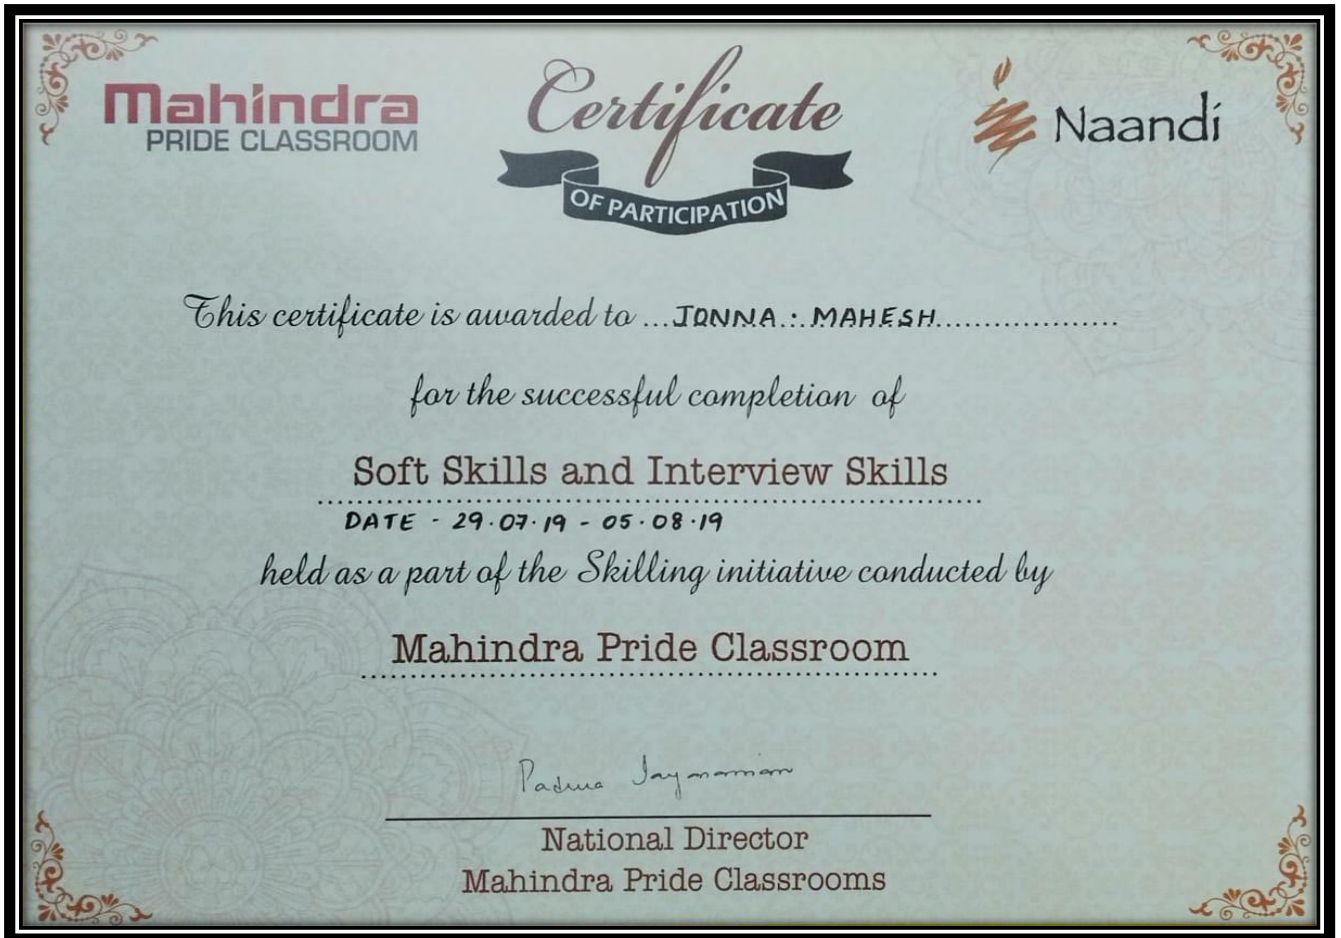 Mahindra
PRIDE CLASSROOM
Certificate
OF PARTICIPATION
Naandi
This certificate is awarded to ...JONNA.:.MAHESH....................
for the successful completion of
Soft Skills and Interview Skills
DATE - 29.07.19 - 05.08.19
held as a part of the Skilling initiative conducted by
Mahindra Pride Classroom
Padma
National Director
Mahindra Pride Classrooms